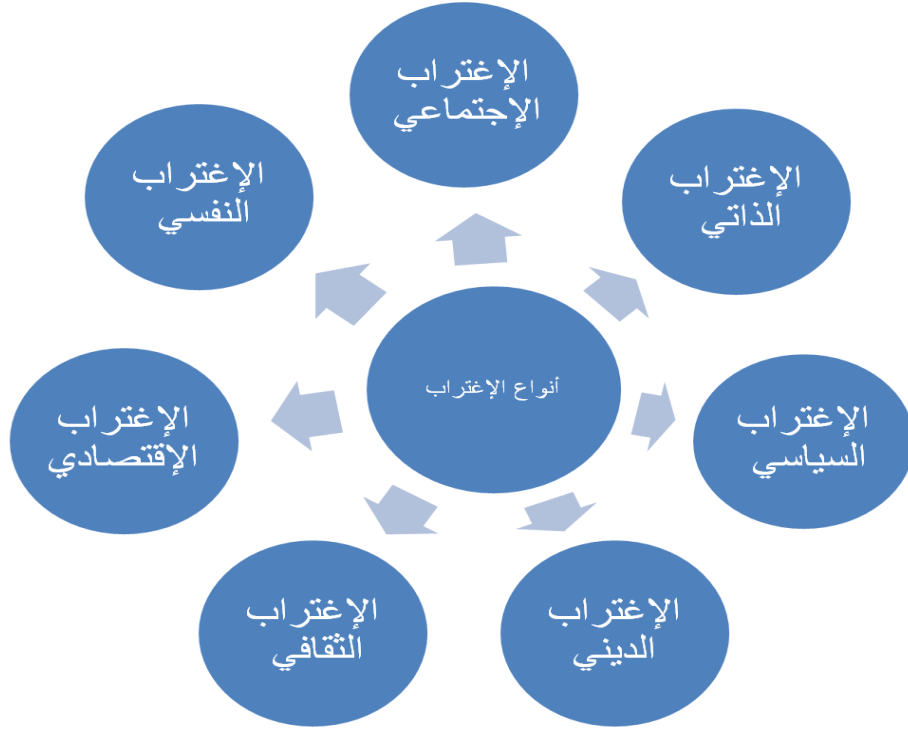 الإغتراب
الإجتماعي
الإغتراب
الذاتي
الإغتراب
النفسي
أنواع الإغتراب
الإغتراب
السياسي
الإغتراب
الإقتصادي
الإغتراب
الديني
الإغتراب
الثقافي